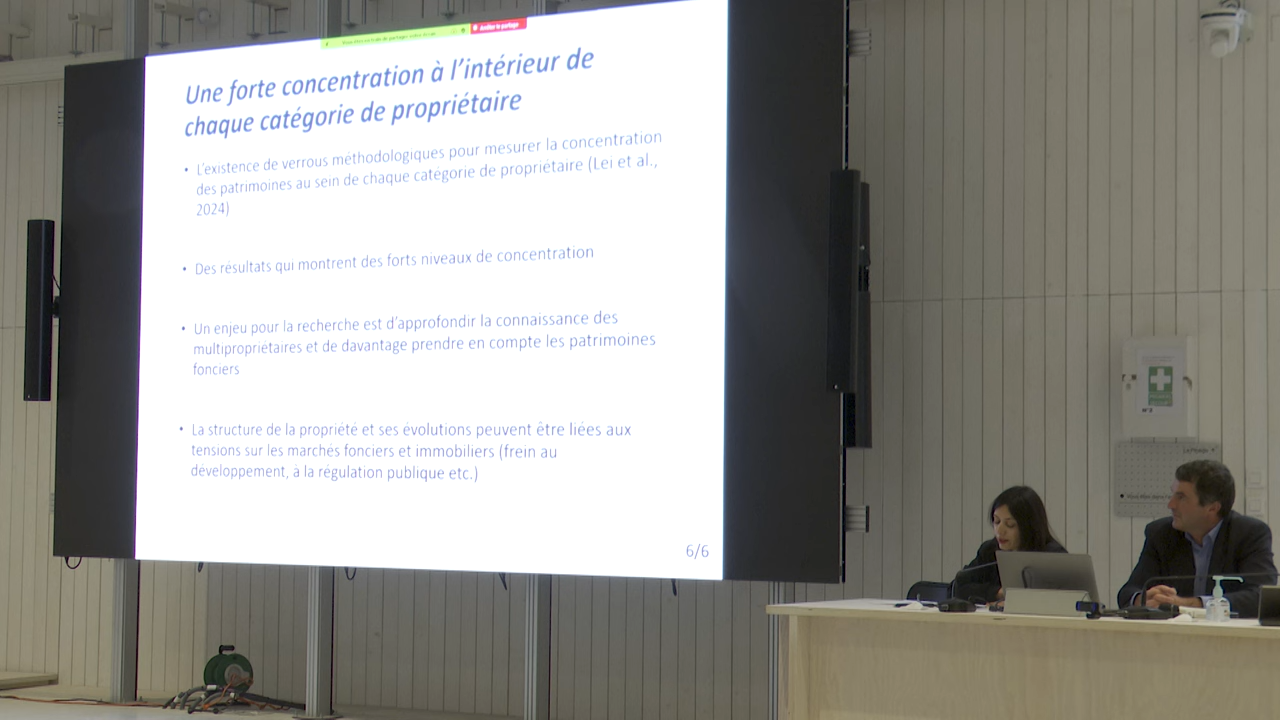 Arrêter le partage
Une forte concentration à l'intérieur de
chaque catégorie de propriétaire
• L'existence de verrous méthodologiques pour mesurer la concentration
des patrimoines au sein de chaque catégorie de propriétaire (Lei et al.,
2024)
• Des résultats qui montrent des forts niveaux de concentration
• Un enjeu pour la recherche est d'approfondir la connaissance des
multipropriétaires et de davantage prendre en compte les patrimoines
fonciers
• La structure de la propriété et ses évolutions peuvent être liées aux
tensions sur les marchés fonciers et immobiliers (frein au
développement, à la régulation publique etc.)
6/6